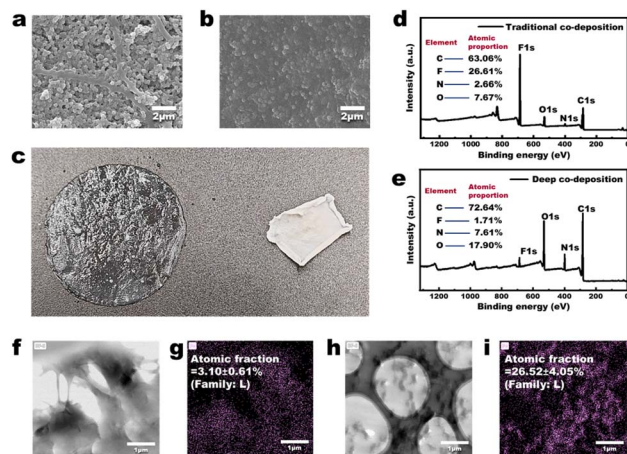 a
2μm
b
2μm
c
d
Traditional co-deposition
Element Atomic proportion
C 63.06%
F 26.61%
N 2.66%
O 7.67%
F1s
O1s
N1s
C1s
Intensity (a.u.)
1200 1000 800 600 400 200 0
Binding energy (eV)
e
Deep co-deposition
Element Atomic proportion
C 72.64%
F 1.71%
N 7.61%
O 17.90%
F1s
O1s
N1s
C1s
Intensity (a.u.)
1200 1000 800 600 400 200 0
Binding energy (eV)
f
1μm
g
Atomic fraction
=3.10±0.61%
(Family: L)
1μm
h
1μm
i
Atomic fraction
=26.52±4.05%
(Family: L)
1μm